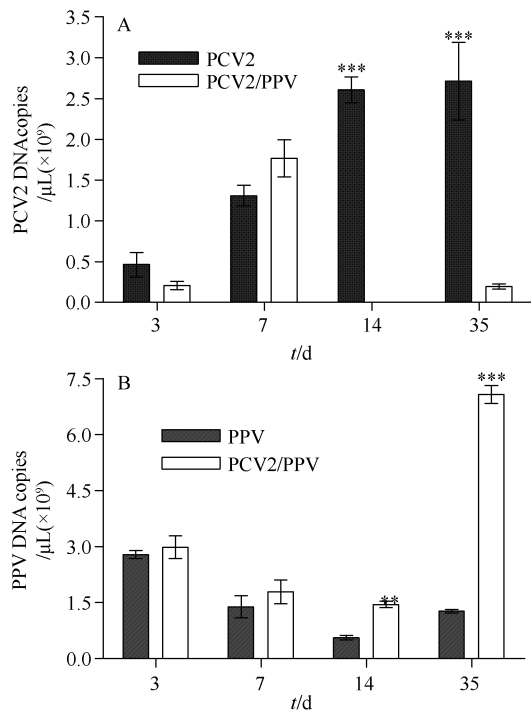 A
PCV2
PCV2/PPV
***
***
PCV2 DNAcopies
/μL(×10⁹)
3.5
3.0
2.5
2.0
1.5
1.0
0.5
0.0
3 7 14 35
t/d
B
PPV
PCV2/PPV
**
***
PPV DNA copies
/μL(×10⁹)
7.5
6.0
4.5
3.0
1.5
0.0
3 7 14 35
t/d